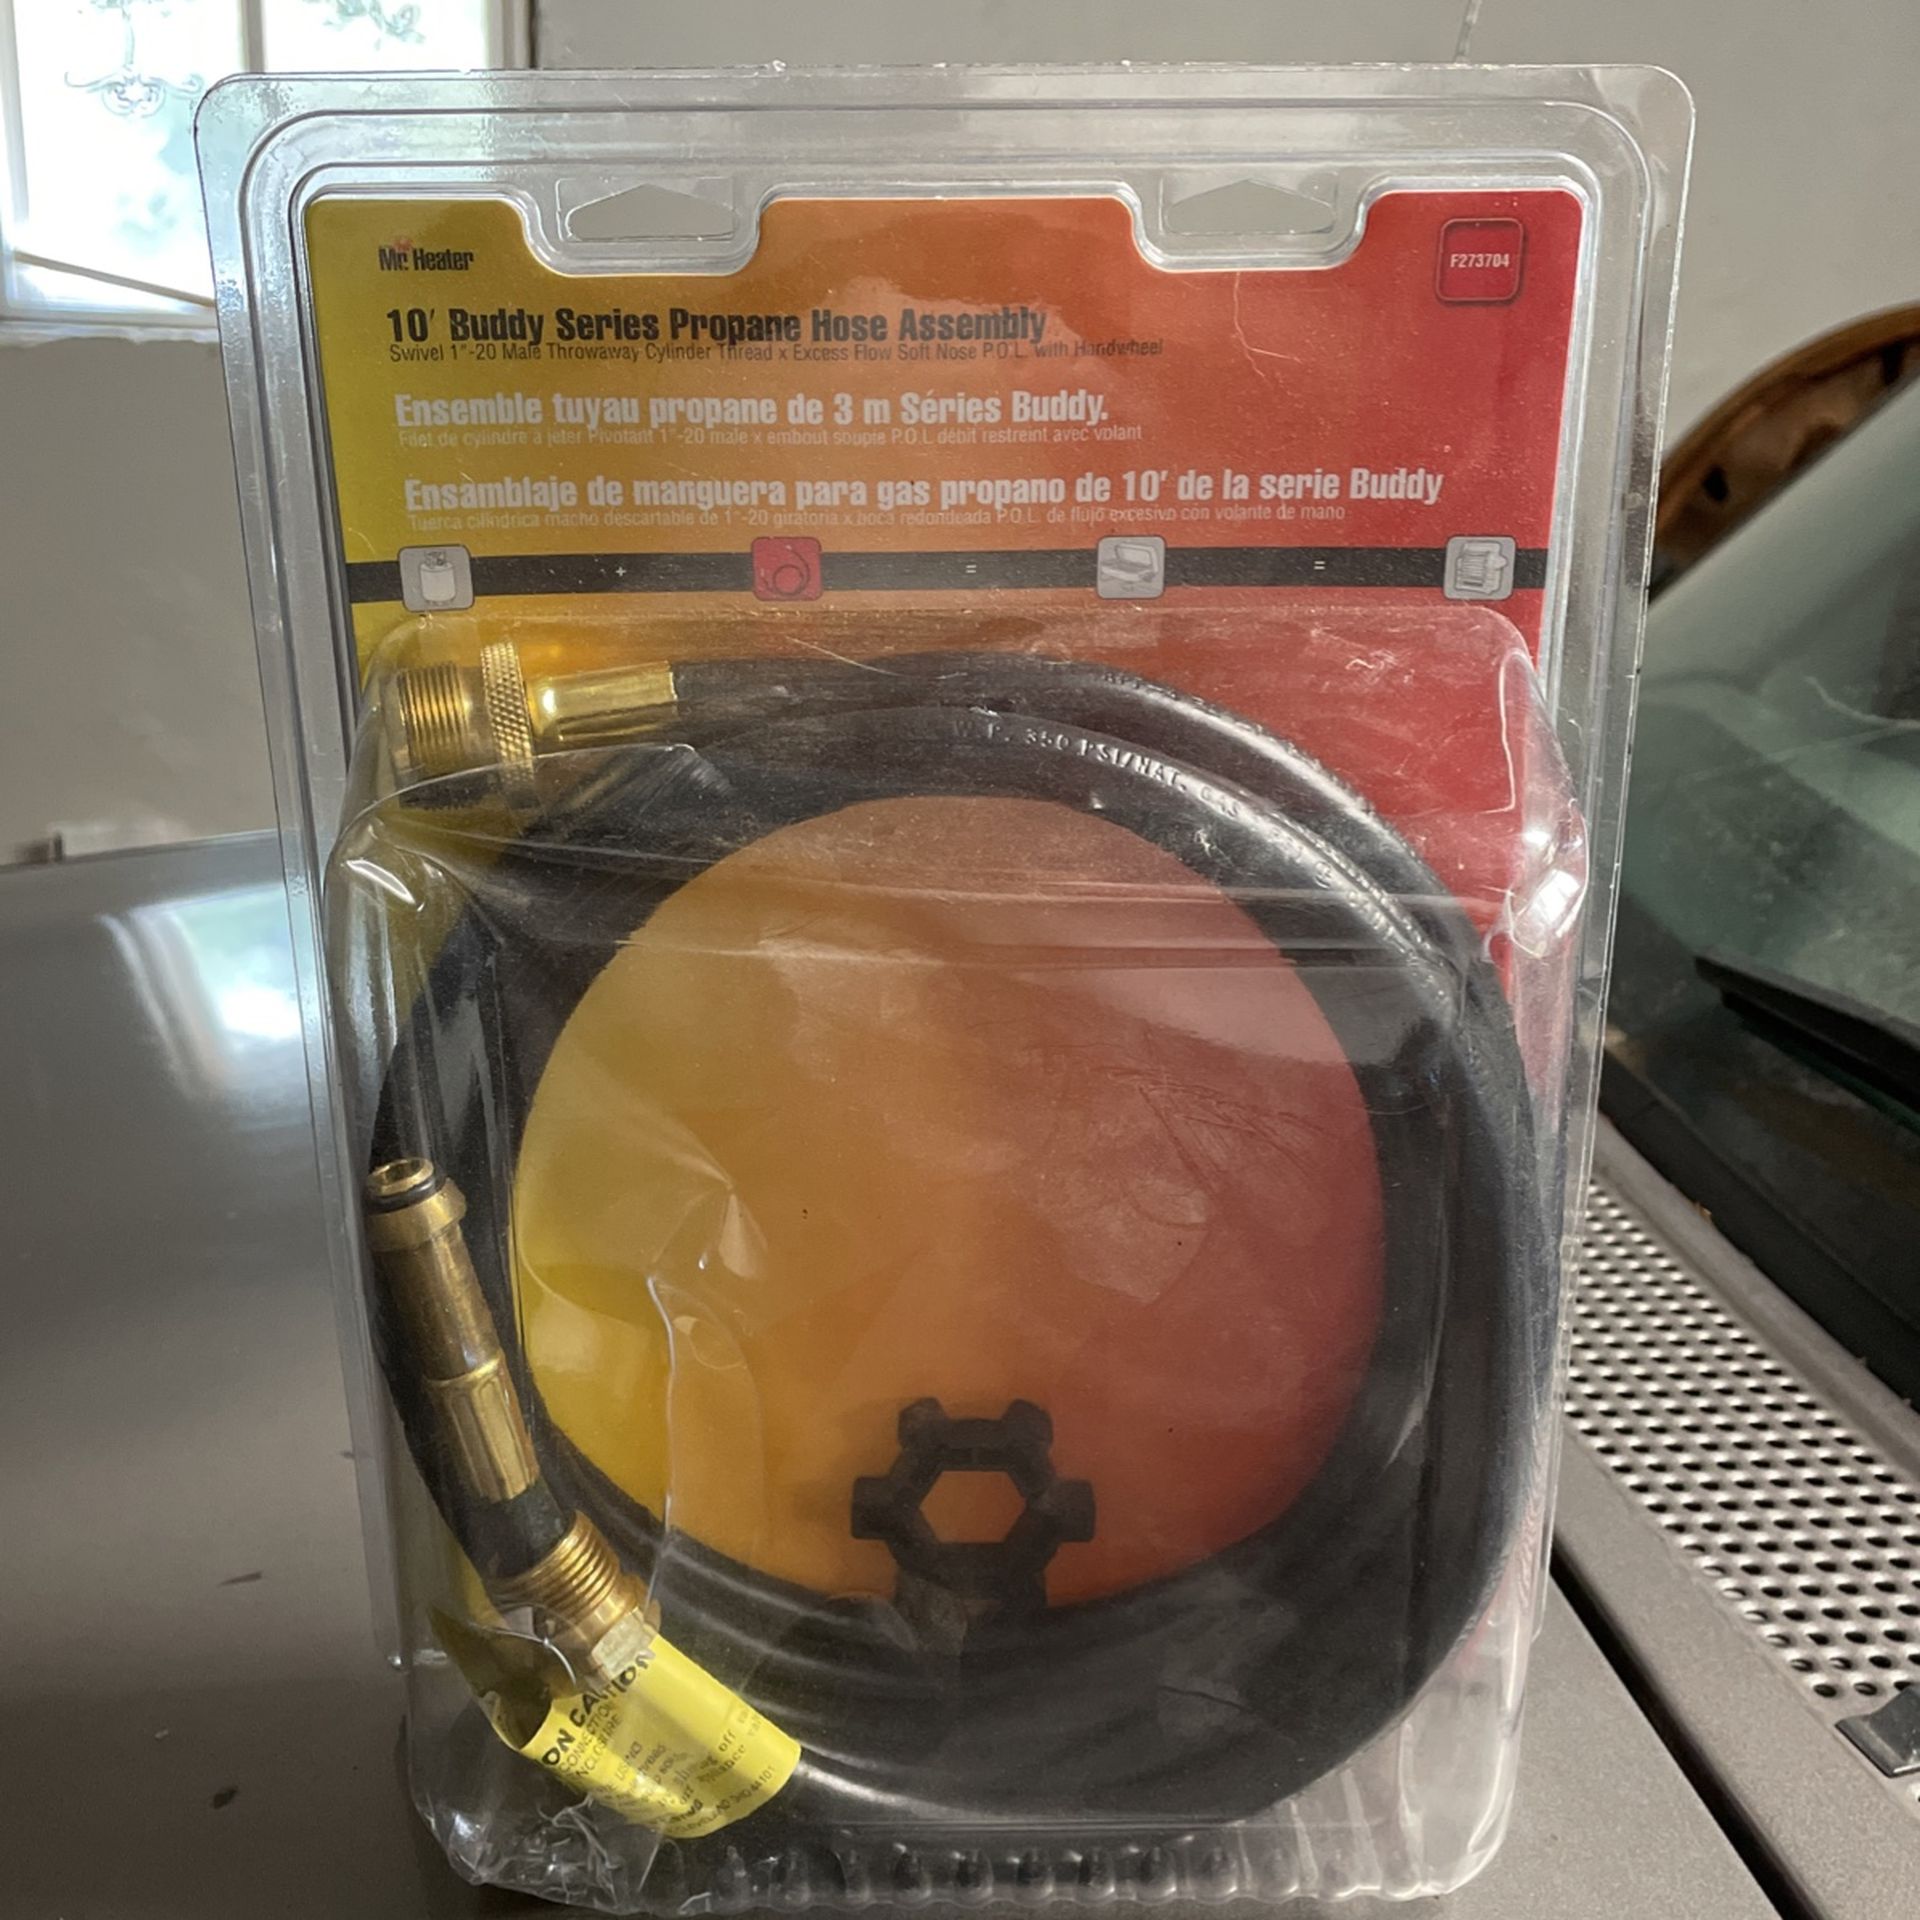 Mr. Heater
F273704
10' Buddy Series Propane Hose Assembly
Swivel 1"-20 Male Throwaway Cylinder Thread x Excess Flow Soft Nose P.O.L. with Handwheel
Ensemble tuyau propane de 3 m Séries Buddy.
Filet de cylindre à jeter Pivotant 1"-20 male x embout souple P.O.L débit restreint avec volant
Ensamblaje de manguera para gas propano de 10' de la serie Buddy
Tuerca cilíndrica macho descartable de 1"-20 giratoria x boca redondeada P.O.L. de flujo excesivo con volante de mano
+ = =
W.P. 350 PSI/NAT. GAS
ON CAUTION
CONNECTION